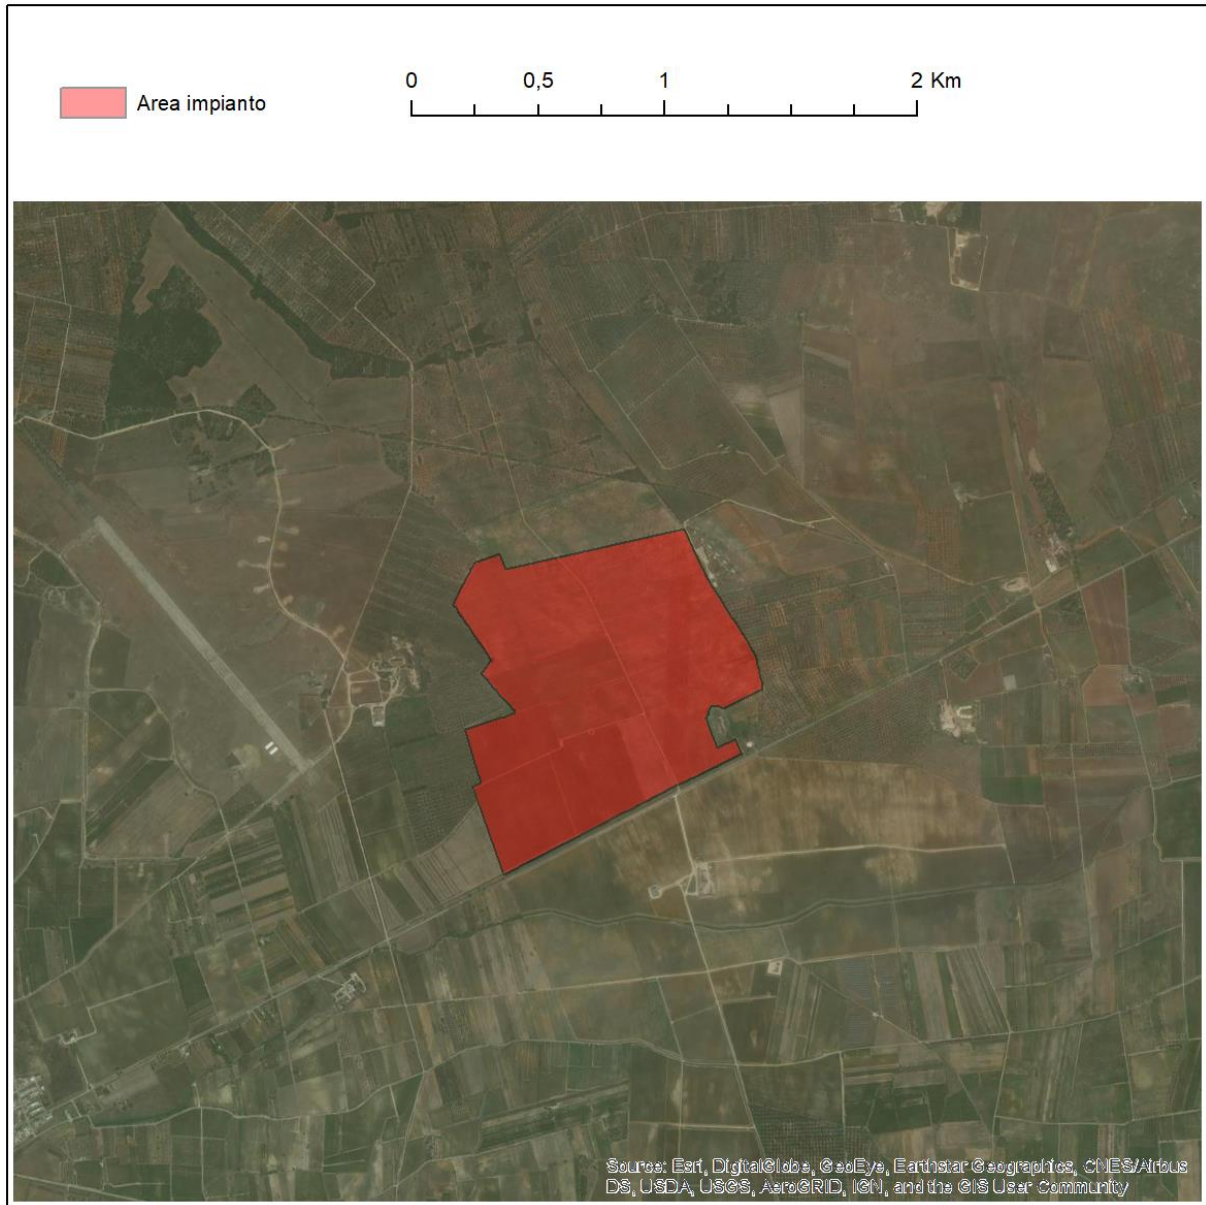 0 0,5 1 2 Km
Area impianto
Source: Esri, DigitalGlobe, GeoEye, Earthstar Geographics, CNES/Airbus
DS, USDA, USGS, AeroGRID, IGN, and the GIS User Community